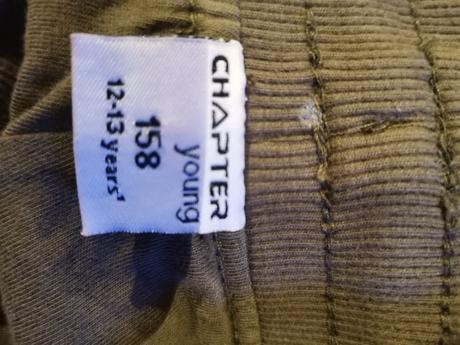 CHAPTER
young
158
12-13 years'